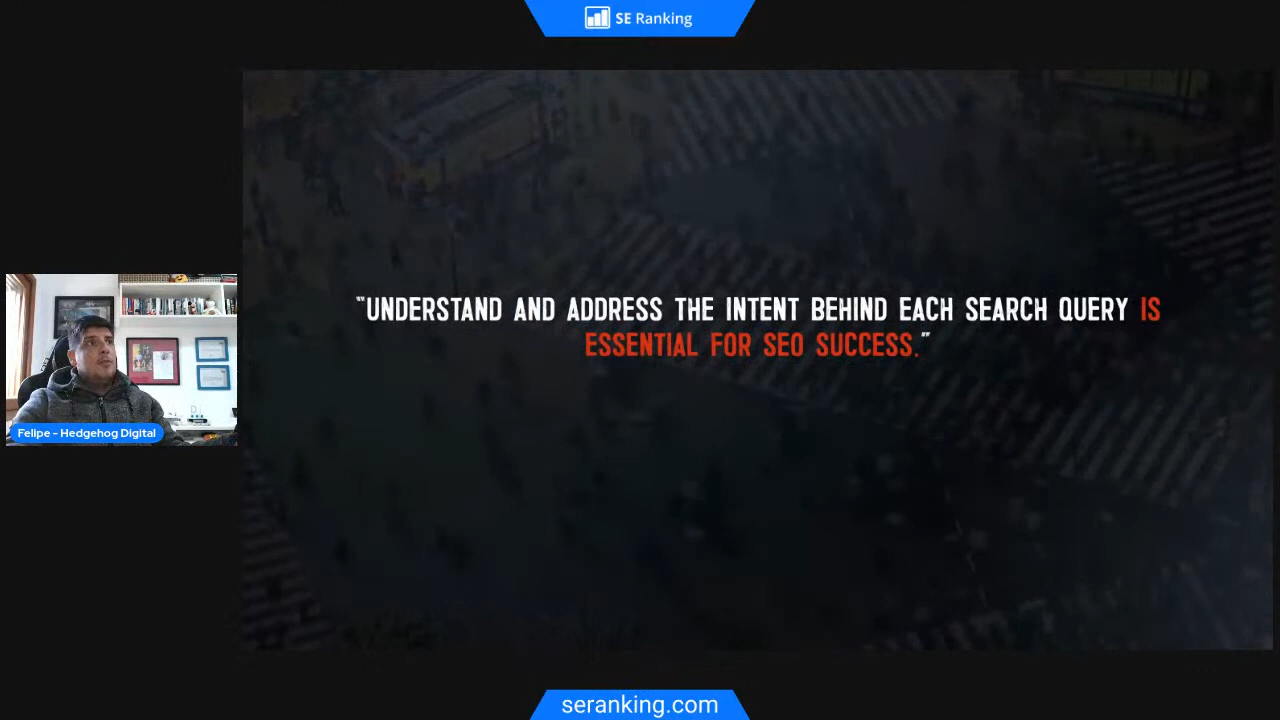 SE Ranking
"UNDERSTAND AND ADDRESS THE INTENT BEHIND EACH SEARCH QUERY IS
ESSENTIAL FOR SEO SUCCESS."
Felipe - Hedgehog Digital
seranking.com